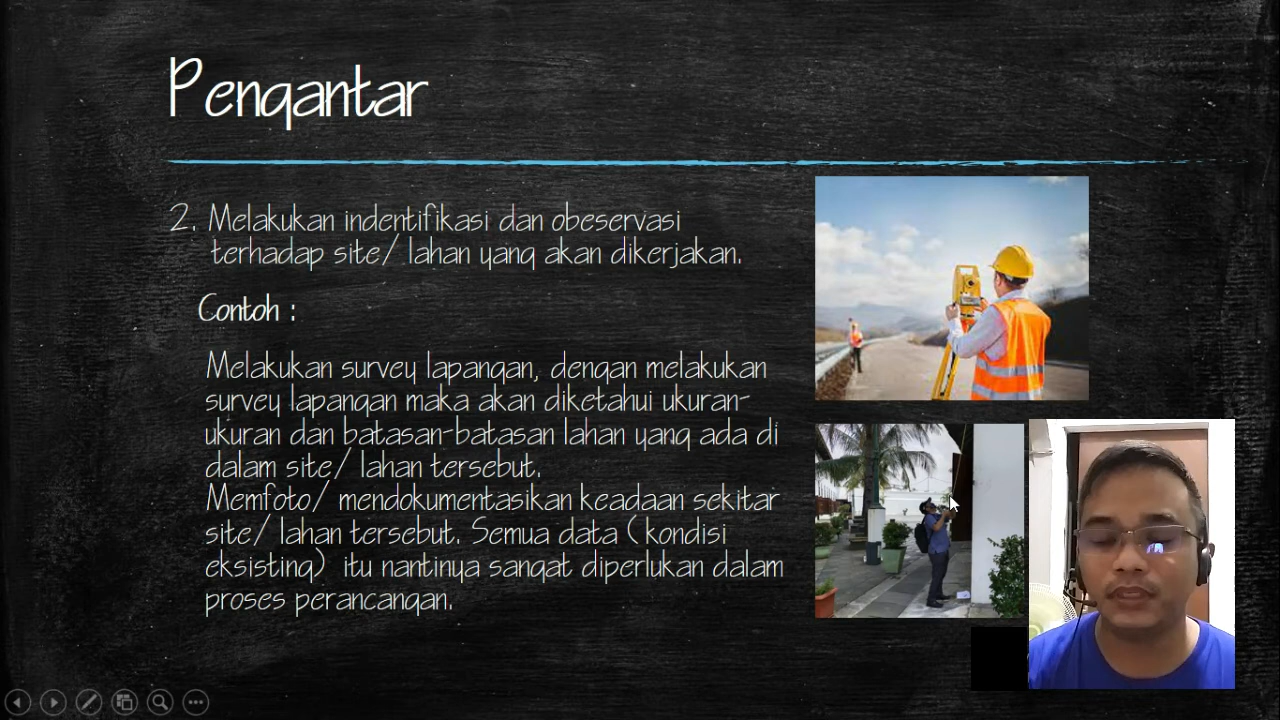 Pengantar
2. Melakukan indentifikasi dan obeservasi
terhadap site/ lahan yang akan dikerjakan.
Contoh :
Melakukan survey lapangan, dengan melakukan
survey lapangan maka akan diketahui ukuran-
ukuran dan batasan-batasan lahan yang ada di
dalam site/ lahan tersebut.
Memfoto/ mendokumentasikan keadaan sekitar
site/ lahan tersebut. Semua data ( kondisi
eksisting) itu nantinya sangat diperlukan dalam
proses perancangan.